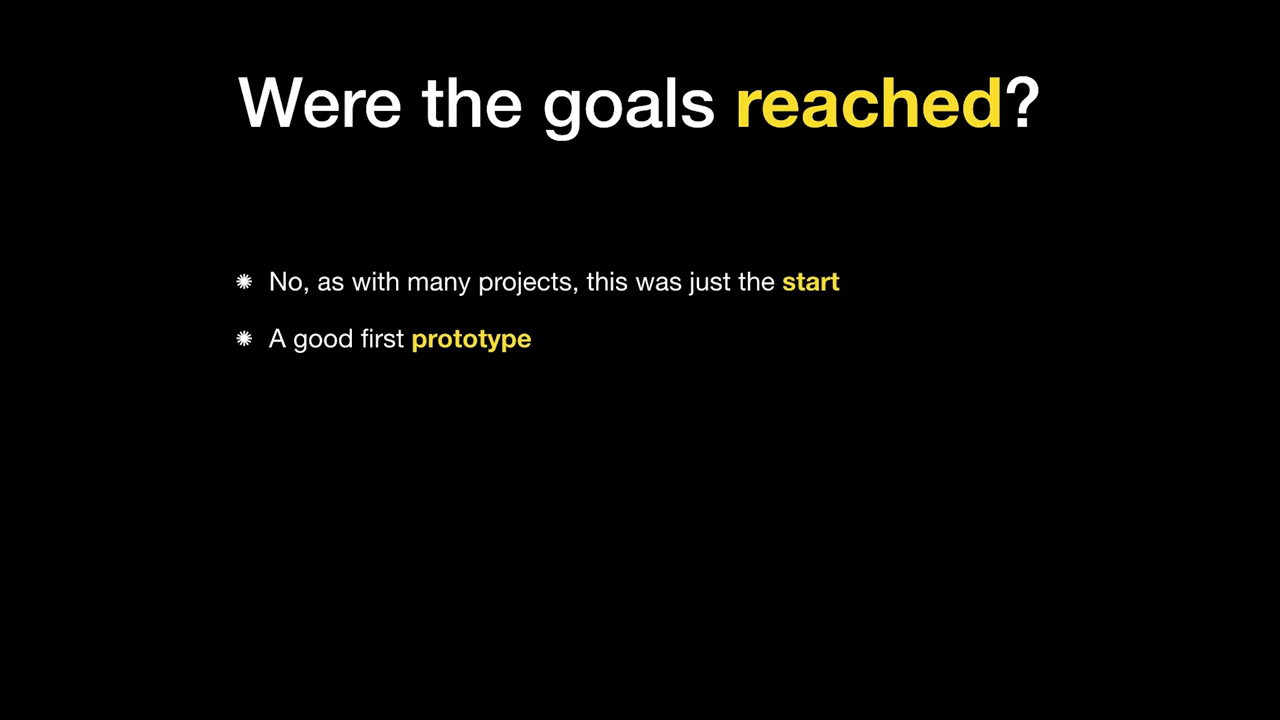 Were the goals reached?
✺ No, as with many projects, this was just the start
✺ A good first prototype